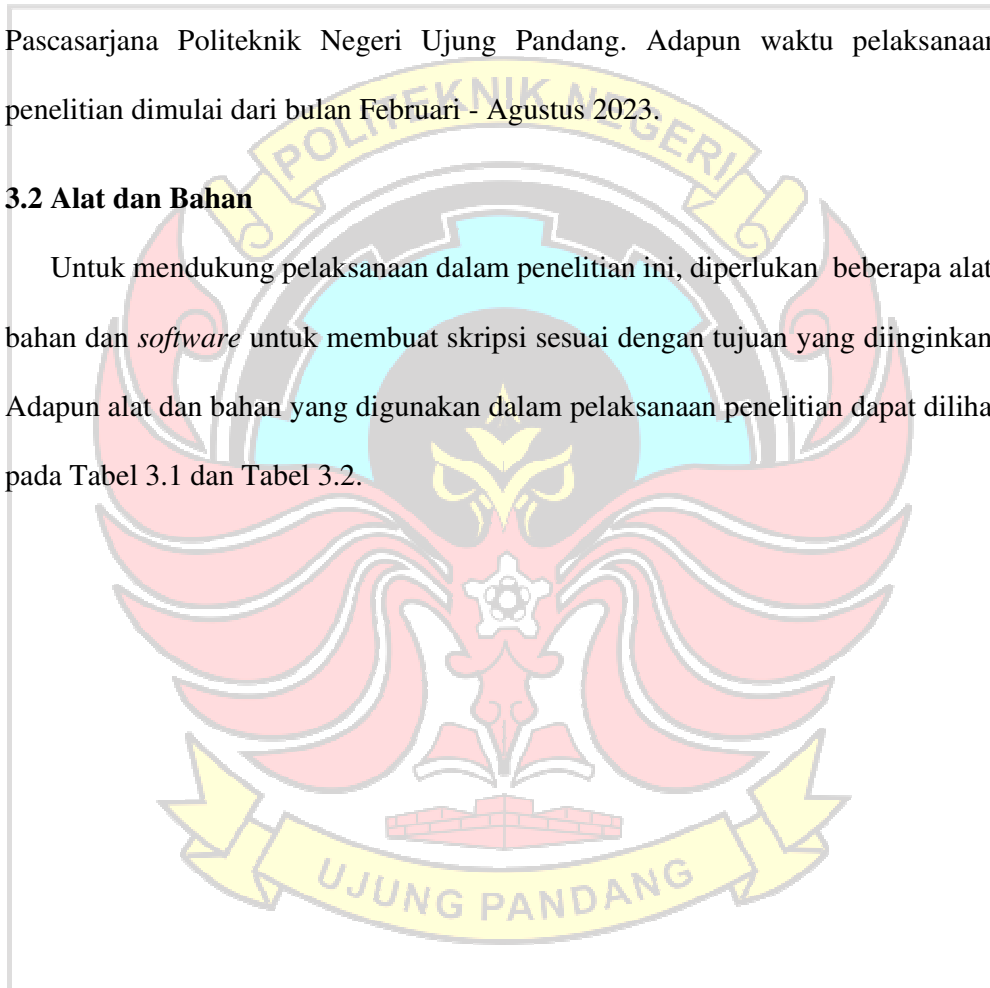 Pascasarjana Politeknik Negeri Ujung Pandang. Adapun waktu pelaksanaan
penelitian dimulai dari bulan Februari - Agustus 2023.
3.2 Alat dan Bahan
Untuk mendukung pelaksanaan dalam penelitian ini, diperlukan beberapa alat
bahan dan software untuk membuat skripsi sesuai dengan tujuan yang diinginkan
Adapun alat dan bahan yang digunakan dalam pelaksanaan penelitian dapat diliha
pada Tabel 3.1 dan Tabel 3.2.
POLITEKNIK NEGERI
UJUNG PANDANG